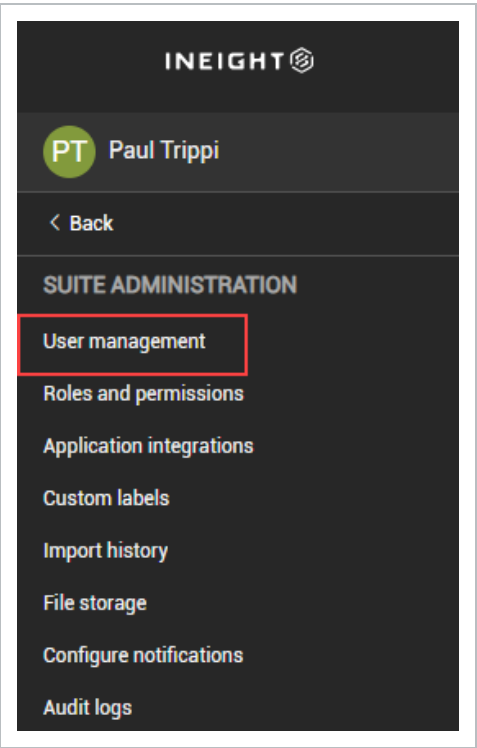 INEIGHT
PT Paul Trippi
< Back
SUITE ADMINISTRATION
User management
Roles and permissions
Application integrations
Custom labels
Import history
File storage
Configure notifications
Audit logs